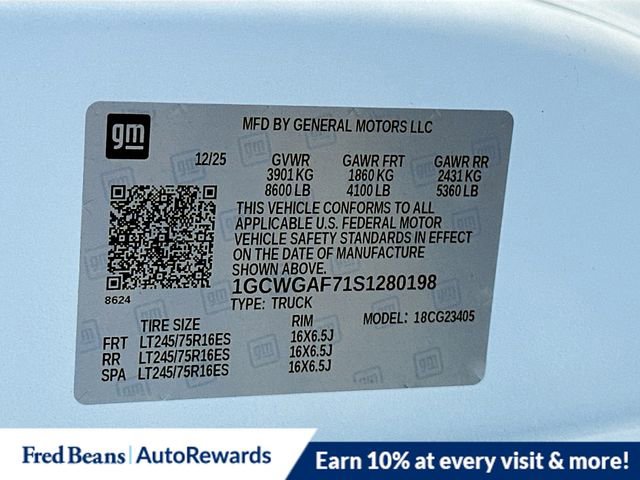 gm
MFD BY GENERAL MOTORS LLC
12/25 GVWR GAWR FRT GAWR RR
3901 KG 1860 KG 2431 KG
8600 LB 4100 LB 5360 LB
THIS VEHICLE CONFORMS TO ALL
APPLICABLE U.S. FEDERAL MOTOR
VEHICLE SAFETY STANDARDS IN EFFECT
ON THE DATE OF MANUFACTURE
SHOWN ABOVE.
8624
1GCWGAF71S1280198
TYPE: TRUCK MODEL: 18CG23405
TIRE SIZE RIM
FRT LT245/75R16ES 16X6.5J
RR LT245/75R16ES 16X6.5J
SPA LT245/75R16ES 16X6.5J
Fred Beans AutoRewards
Earn 10% at every visit & more!